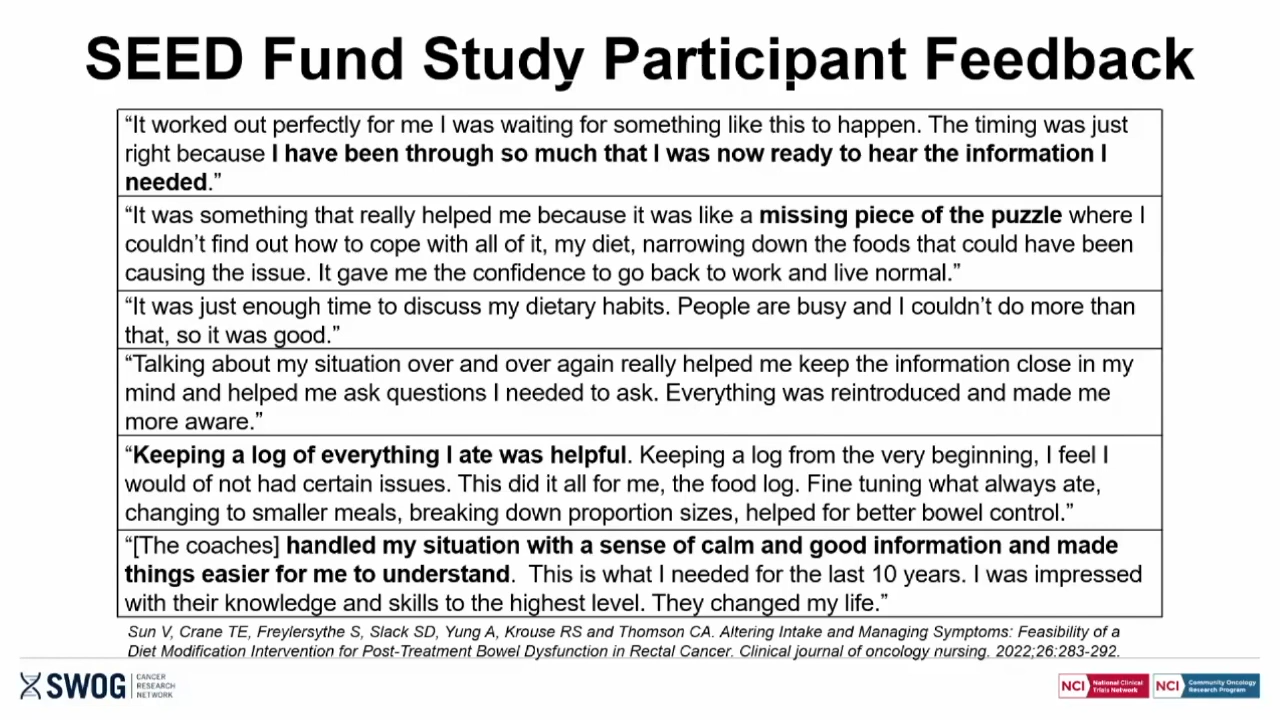 SEED Fund Study Participant Feedback
“It worked out perfectly for me I was waiting for something like this to happen. The timing was just
right because I have been through so much that I was now ready to hear the information I
needed.”
“It was something that really helped me because it was like a missing piece of the puzzle where I
couldn’t find out how to cope with all of it, my diet, narrowing down the foods that could have been
causing the issue. It gave me the confidence to go back to work and live normal.”
“It was just enough time to discuss my dietary habits. People are busy and I couldn’t do more than
that, so it was good.”
“Talking about my situation over and over again really helped me keep the information close in my
mind and helped me ask questions I needed to ask. Everything was reintroduced and made me
more aware.”
“Keeping a log of everything I ate was helpful. Keeping a log from the very beginning, I feel I
would of not had certain issues. This did it all for me, the food log. Fine tuning what always ate,
changing to smaller meals, breaking down proportion sizes, helped for better bowel control.”
“[The coaches] handled my situation with a sense of calm and good information and made
things easier for me to understand. This is what I needed for the last 10 years. I was impressed
with their knowledge and skills to the highest level. They changed my life.”
Sun V, Crane TE, Freylersythe S, Slack SD, Yung A, Krouse RS and Thomson CA. Altering Intake and Managing Symptoms: Feasibility of a
Diet Modification Intervention for Post-Treatment Bowel Dysfunction in Rectal Cancer. Clinical journal of oncology nursing. 2022;26:283-292.
SWOG
CANCER
RESEARCH
NETWORK
NCI
National Clinical
Trials Network
NCI
Community Oncology
Research Program